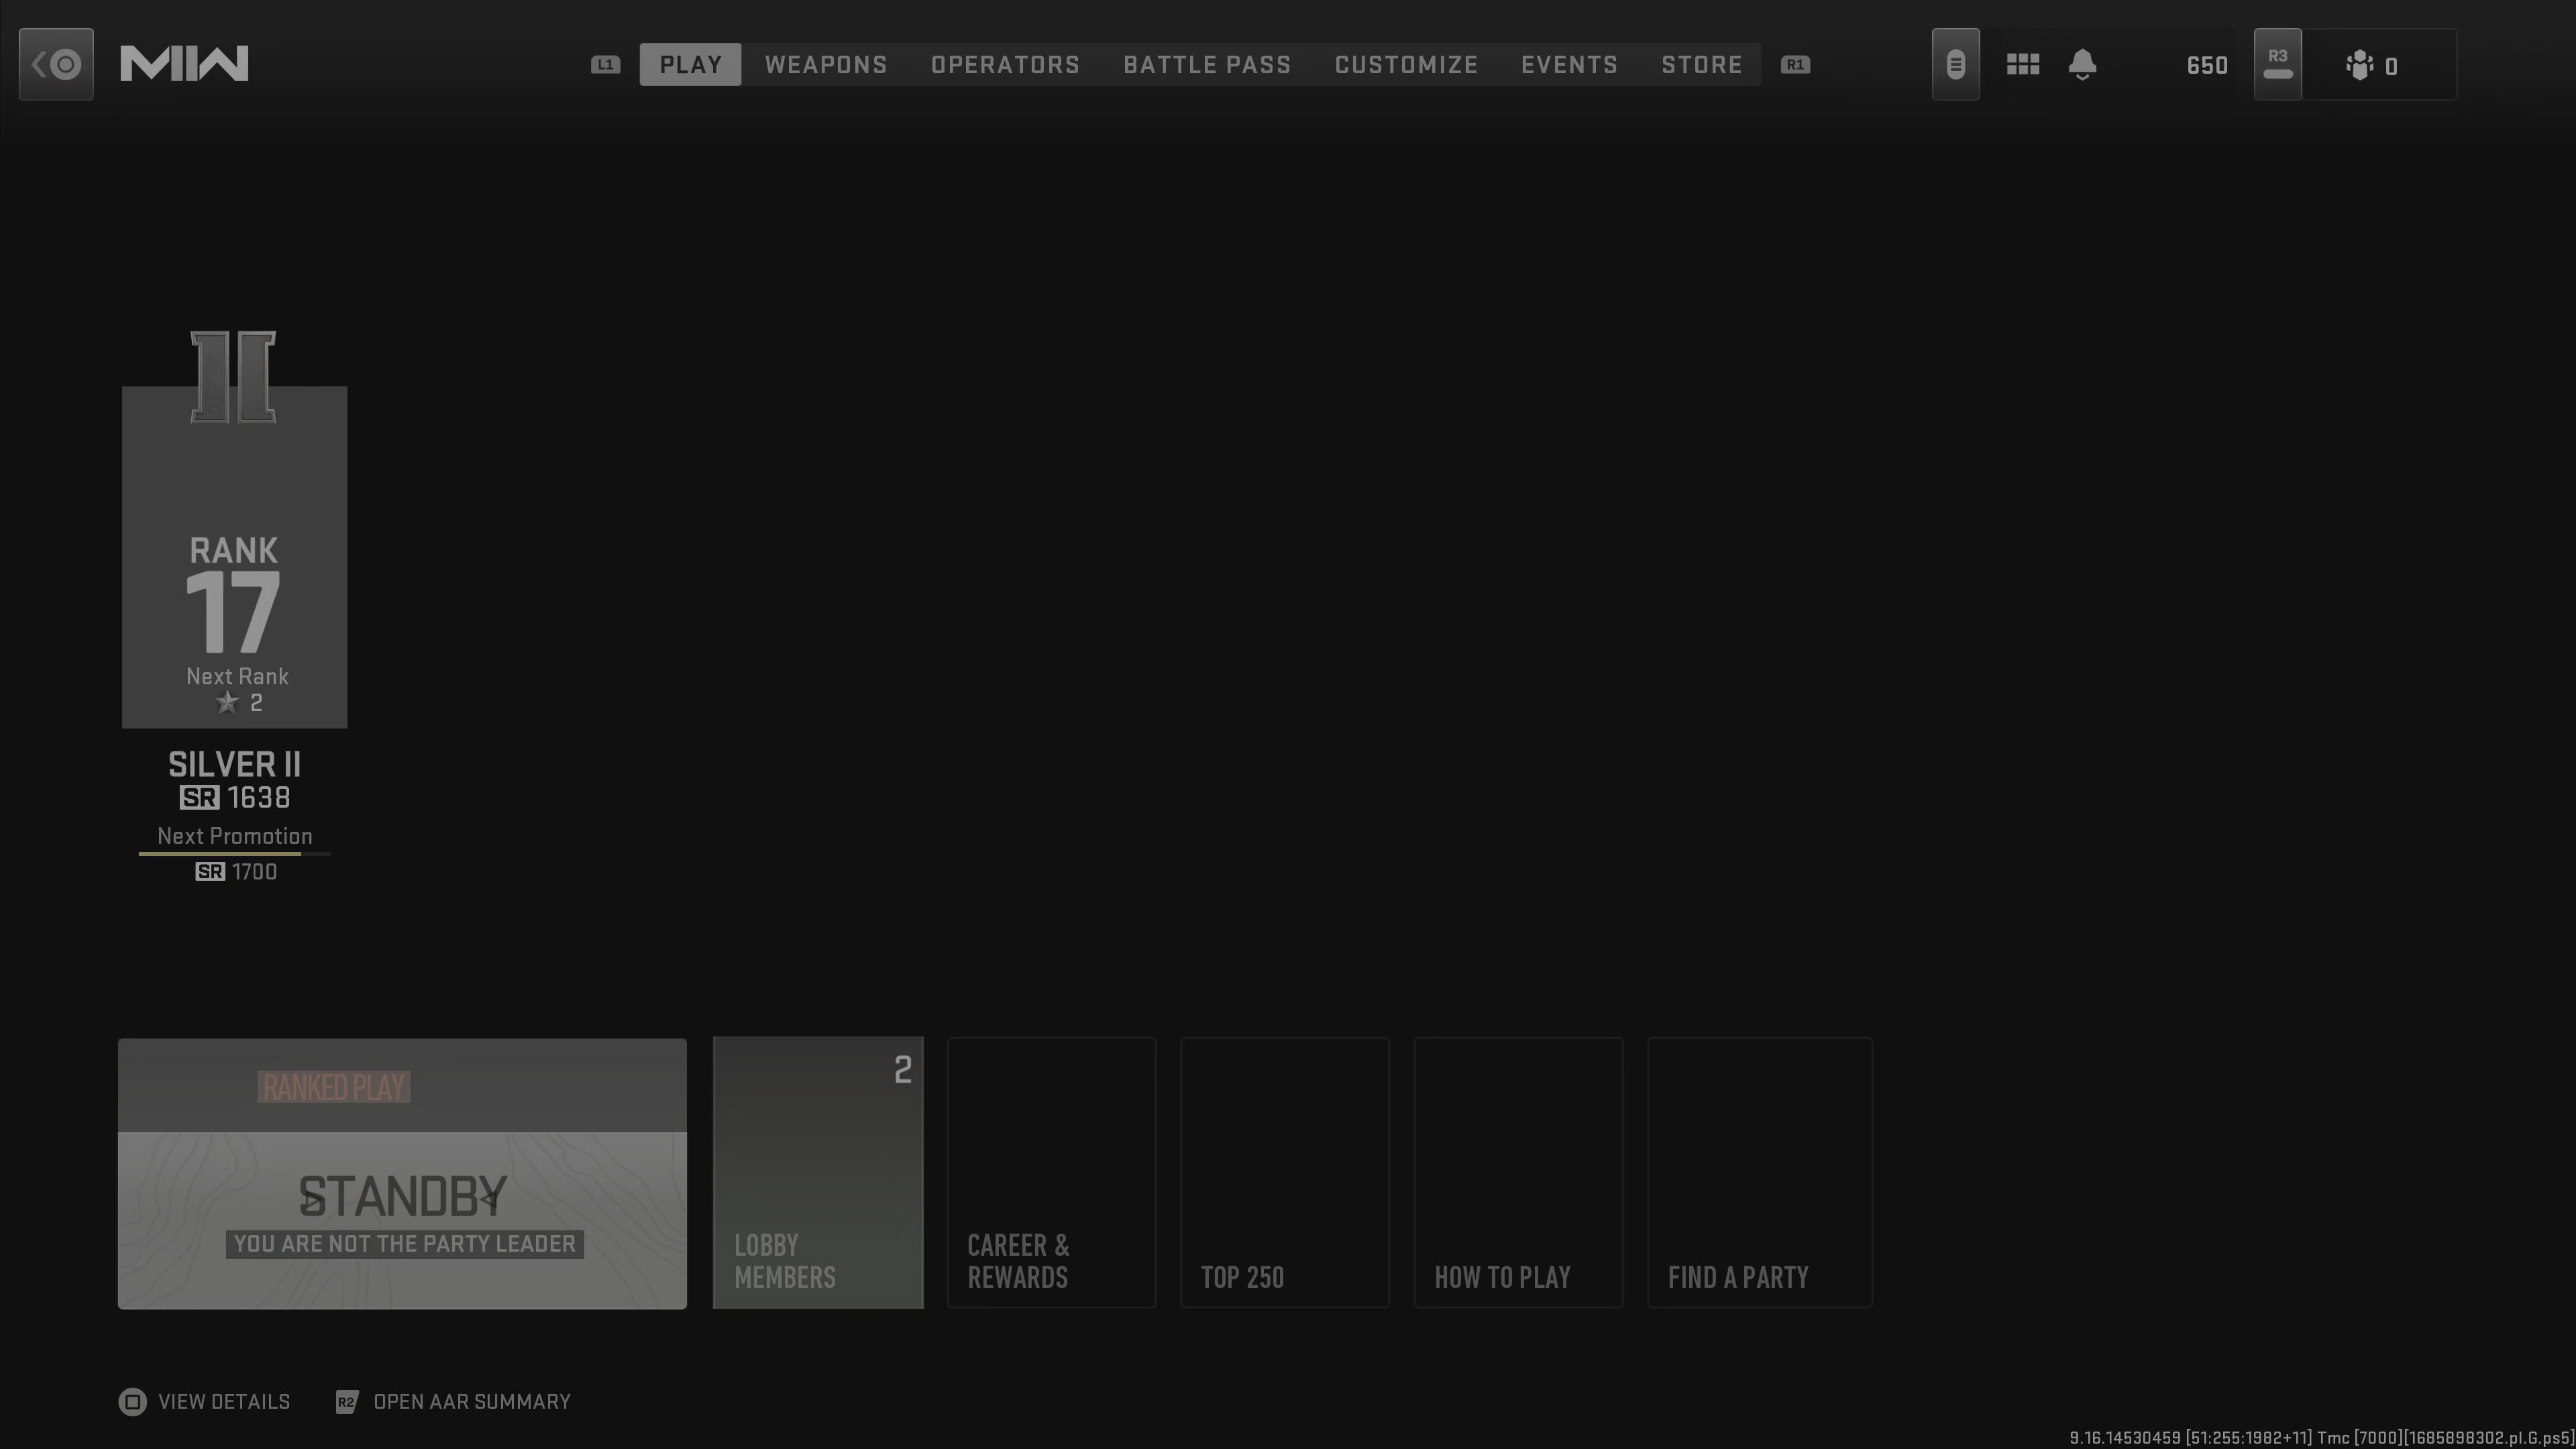 MIW
L1 PLAY WEAPONS OPERATORS BATTLE PASS CUSTOMIZE EVENTS STORE R1
650
R3
0
II
RANK
17
Next Rank
2
SILVER II
SR 1638
Next Promotion
SR 1700
RANKED PLAY
STANDBY
YOU ARE NOT THE PARTY LEADER
2
LOBBY
MEMBERS
CAREER &
REWARDS
TOP 250
HOW TO PLAY
FIND A PARTY
VIEW DETAILS
R2 OPEN AAR SUMMARY
9.16.14530459 [51:255:1982+11] Tmc [7000][1685898302.pl.G.ps5]